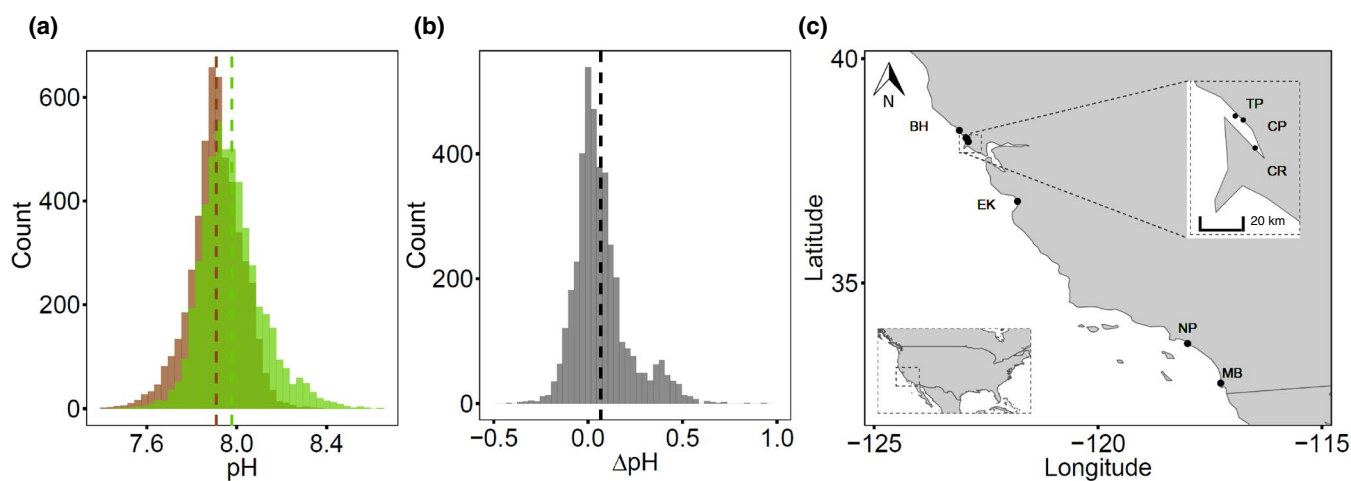 (a)
600
400
200
0
Count
7.6
8.0
8.4
pH
(b)
400
200
0
Count
−0.5
0.0
0.5
1.0
ΔpH
(c)
40
35
Latitude
N
BH
EK
NP
MB
TP
CP
CR
20 km
−125
−120
−115
Longitude